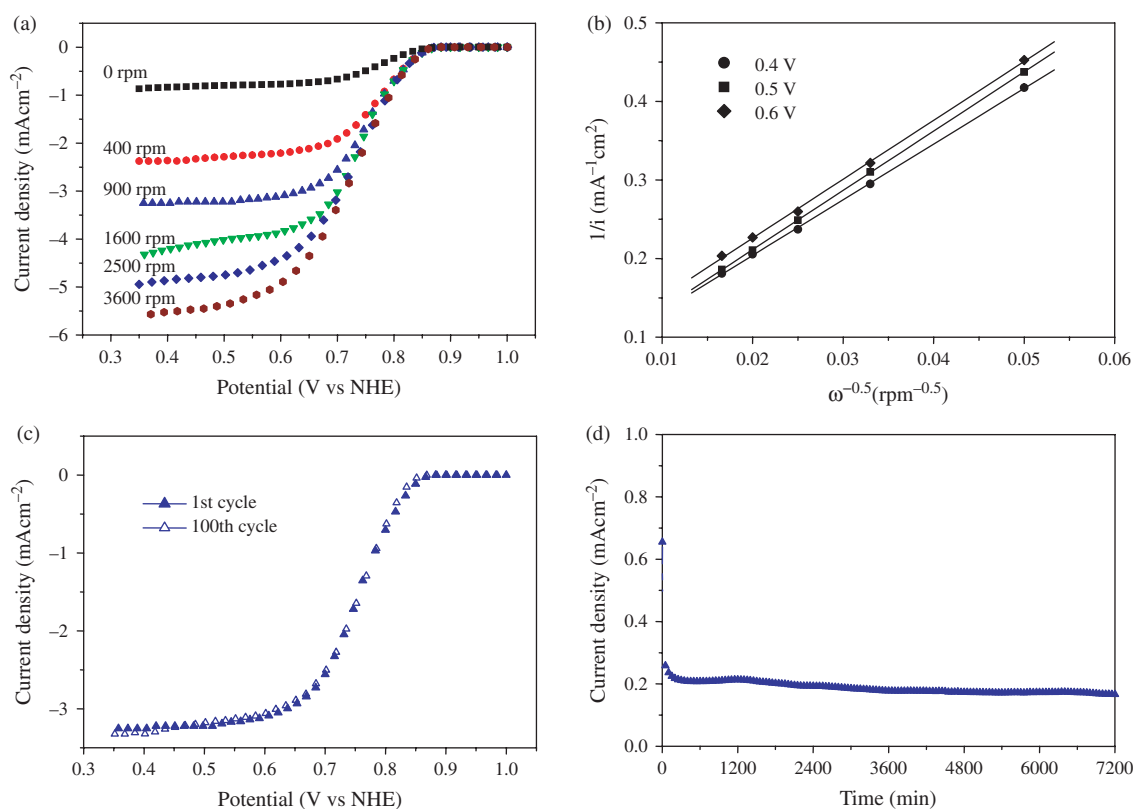 (a)
0
−1
−2
−3
−4
−5
−6
Current density (mAcm−2)
0 rpm
400 rpm
900 rpm
1600 rpm
2500 rpm
3600 rpm
0.3 0.4 0.5 0.6 0.7 0.8 0.9 1.0
Potential (V vs NHE)
(b)
0.5
0.4
0.3
0.2
0.1
1/i (mA−1cm2)
0.4 V
0.5 V
0.6 V
0.01 0.02 0.03 0.04 0.05 0.06
ω−0.5(rpm−0.5)
(c)
0
−1
−2
−3
Current density (mAcm−2)
1st cycle
100th cycle
0.3 0.4 0.5 0.6 0.7 0.8 0.9 1.0
Potential (V vs NHE)
(d)
1.0
0.8
0.6
0.4
0.2
0.0
Current density (mAcm−2)
0 1200 2400 3600 4800 6000 7200
Time (min)